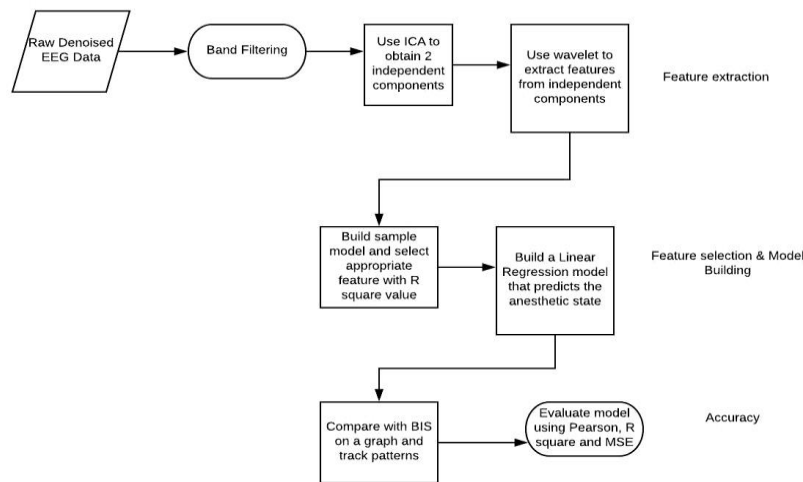 Raw Denoised
EEG Data
Band Filtering
Use ICA to
obtain 2
independent
components
Use wavelet to
extract features
from independent
components
Feature extraction
Build sample
model and select
appropriate
feature with R
square value
Build a Linear
Regression model
that predicts the
anesthetic state
Feature selection & Model
Building
Compare with BIS
on a graph and
track patterns
Evaluate model
using Pearson, R
square and MSE
Accuracy